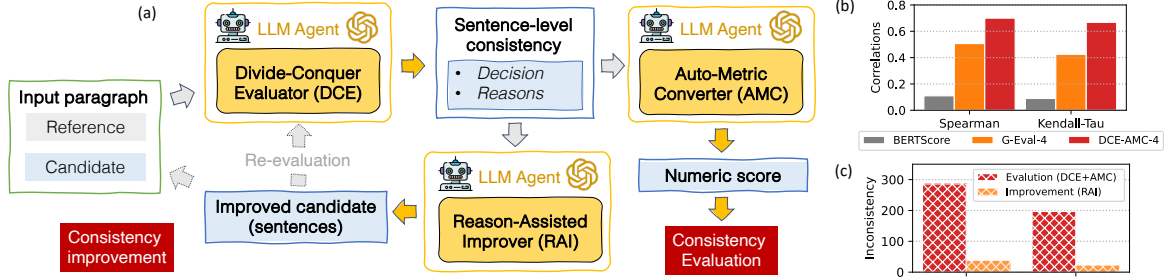 (a)
Input paragraph
Reference
Candidate
LLM Agent
Divide-Conquer
Evaluator (DCE)
Sentence-level
consistency
• Decision
• Reasons
LLM Agent
Auto-Metric
Converter (AMC)
Re-evaluation
Improved candidate
(sentences)
LLM Agent
Reason-Assisted
Improver (RAI)
Numeric score
Consistency
improvement
Consistency
Evaluation
(b)
Correlations
0.8
0.6
0.4
0.2
0.0
Spearman
Kendall-Tau
BERTScore
G-Eval-4
DCE-AMC-4
(c)
Inconsistency
300
200
100
0
Evalution (DCE+AMC)
Improvement (RAI)